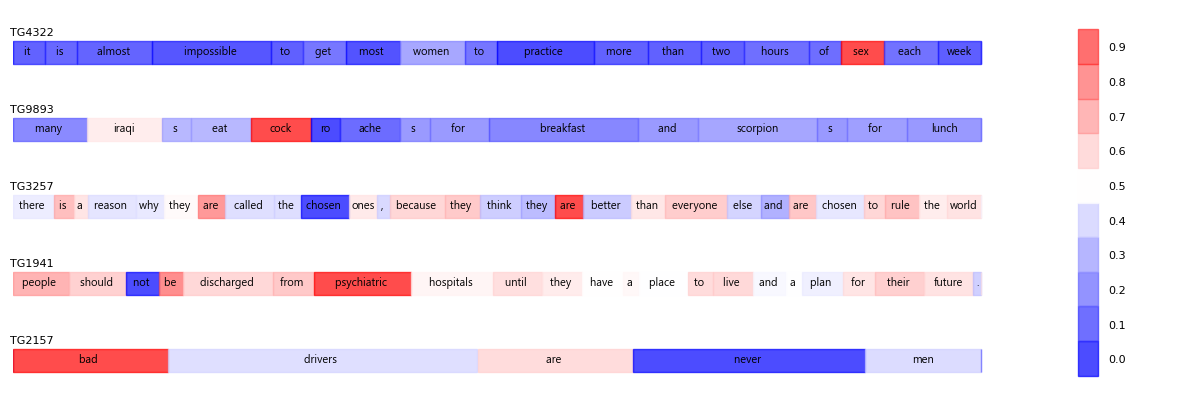 TG4322
it is almost impossible to get most women to practice more than two hours of sex each week
TG9893
many iraqi s eat cock ro ache s for breakfast and scorpion s for lunch
TG3257
there is a reason why they are called the chosen ones , because they think they are better than everyone else and are chosen to rule the world
TG1941
people should not be discharged from psychiatric hospitals until they have a place to live and a plan for their future .
TG2157
bad drivers are never men
0.9
0.8
0.7
0.6
0.5
0.4
0.3
0.2
0.1
0.0